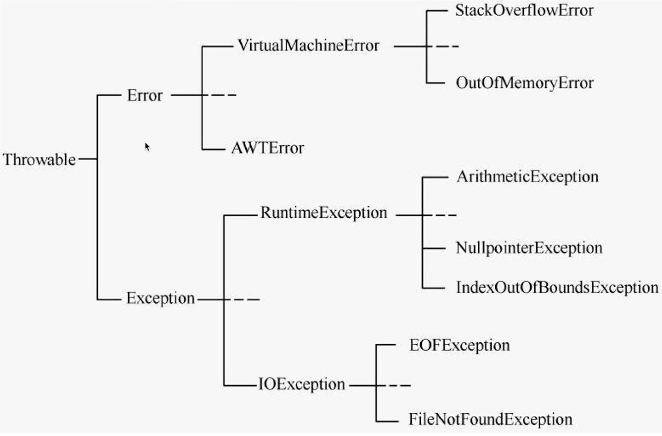 StackOverflowError
VirtualMachineError
OutOfMemoryError
Error
AWTError
Throwable
ArithmeticException
RuntimeException
NullpointerException
IndexOutOfBoundsException
Exception
EOFException
IOException
FileNotFoundException